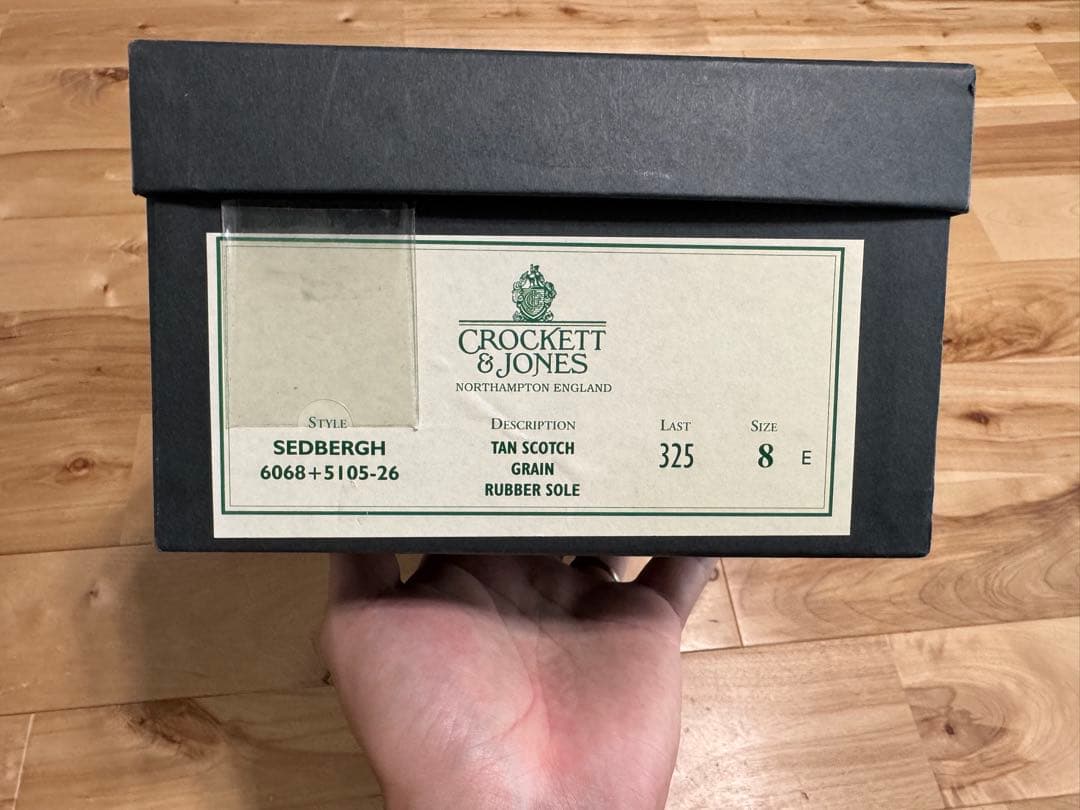 CROCKETT
& JONES
NORTHAMPTON ENGLAND
STYLE
SEDBERGH
6068+5105-26
DESCRIPTION
TAN SCOTCH
GRAIN
RUBBER SOLE
LAST
325
SIZE
8 E